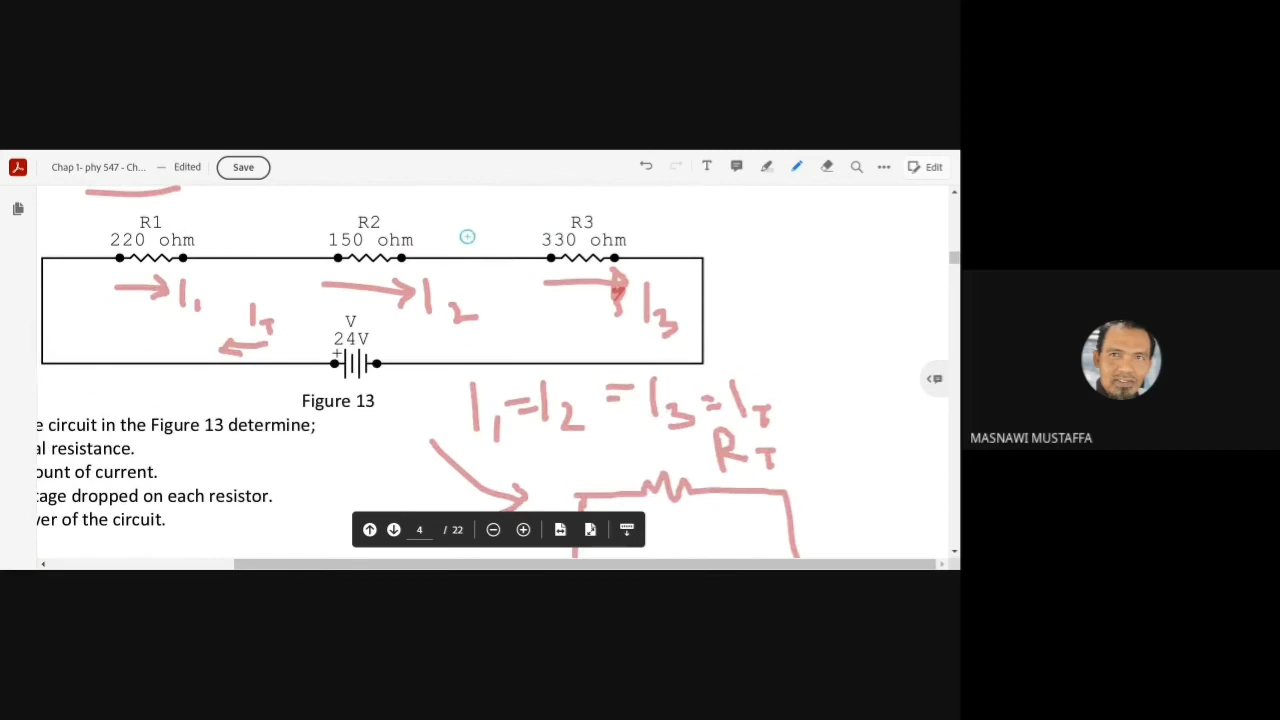 Chap 1- phy 547 - Ch... — Edited Save Edit
R1 R2 R3
220 ohm 150 ohm 330 ohm
I1 I2 I3
IT
V
24V
+
Figure 13
I1 = I2 = I3 = IT
e circuit in the Figure 13 determine;
al resistance.
RT
ount of current.
tage dropped on each resistor.
ver of the circuit.
4 / 22
MASNAWI MUSTAFFA